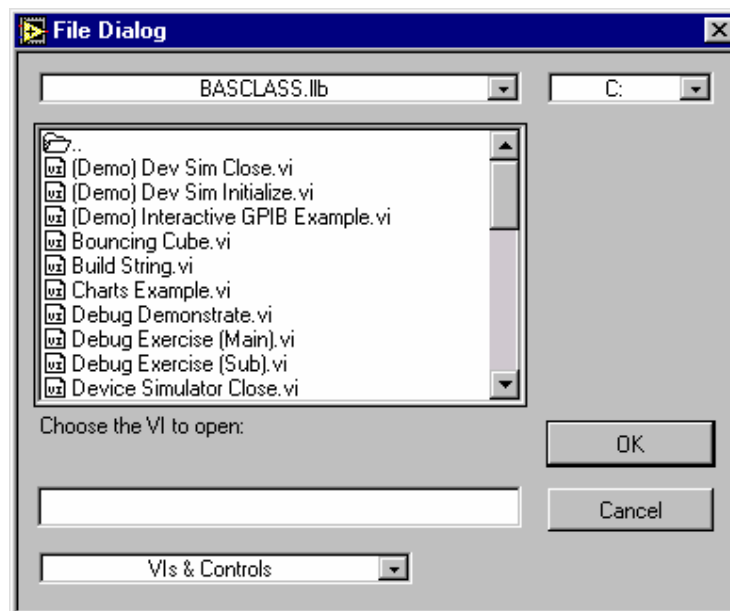 File Dialog
BASCLASS.llb
C:
..
(Demo) Dev Sim Close.vi
(Demo) Dev Sim Initialize.vi
(Demo) Interactive GPIB Example.vi
Bouncing Cube.vi
Build String.vi
Charts Example.vi
Debug Demonstrate.vi
Debug Exercise (Main).vi
Debug Exercise (Sub).vi
Device Simulator Close.vi
Choose the VI to open:
OK
Cancel
VIs & Controls